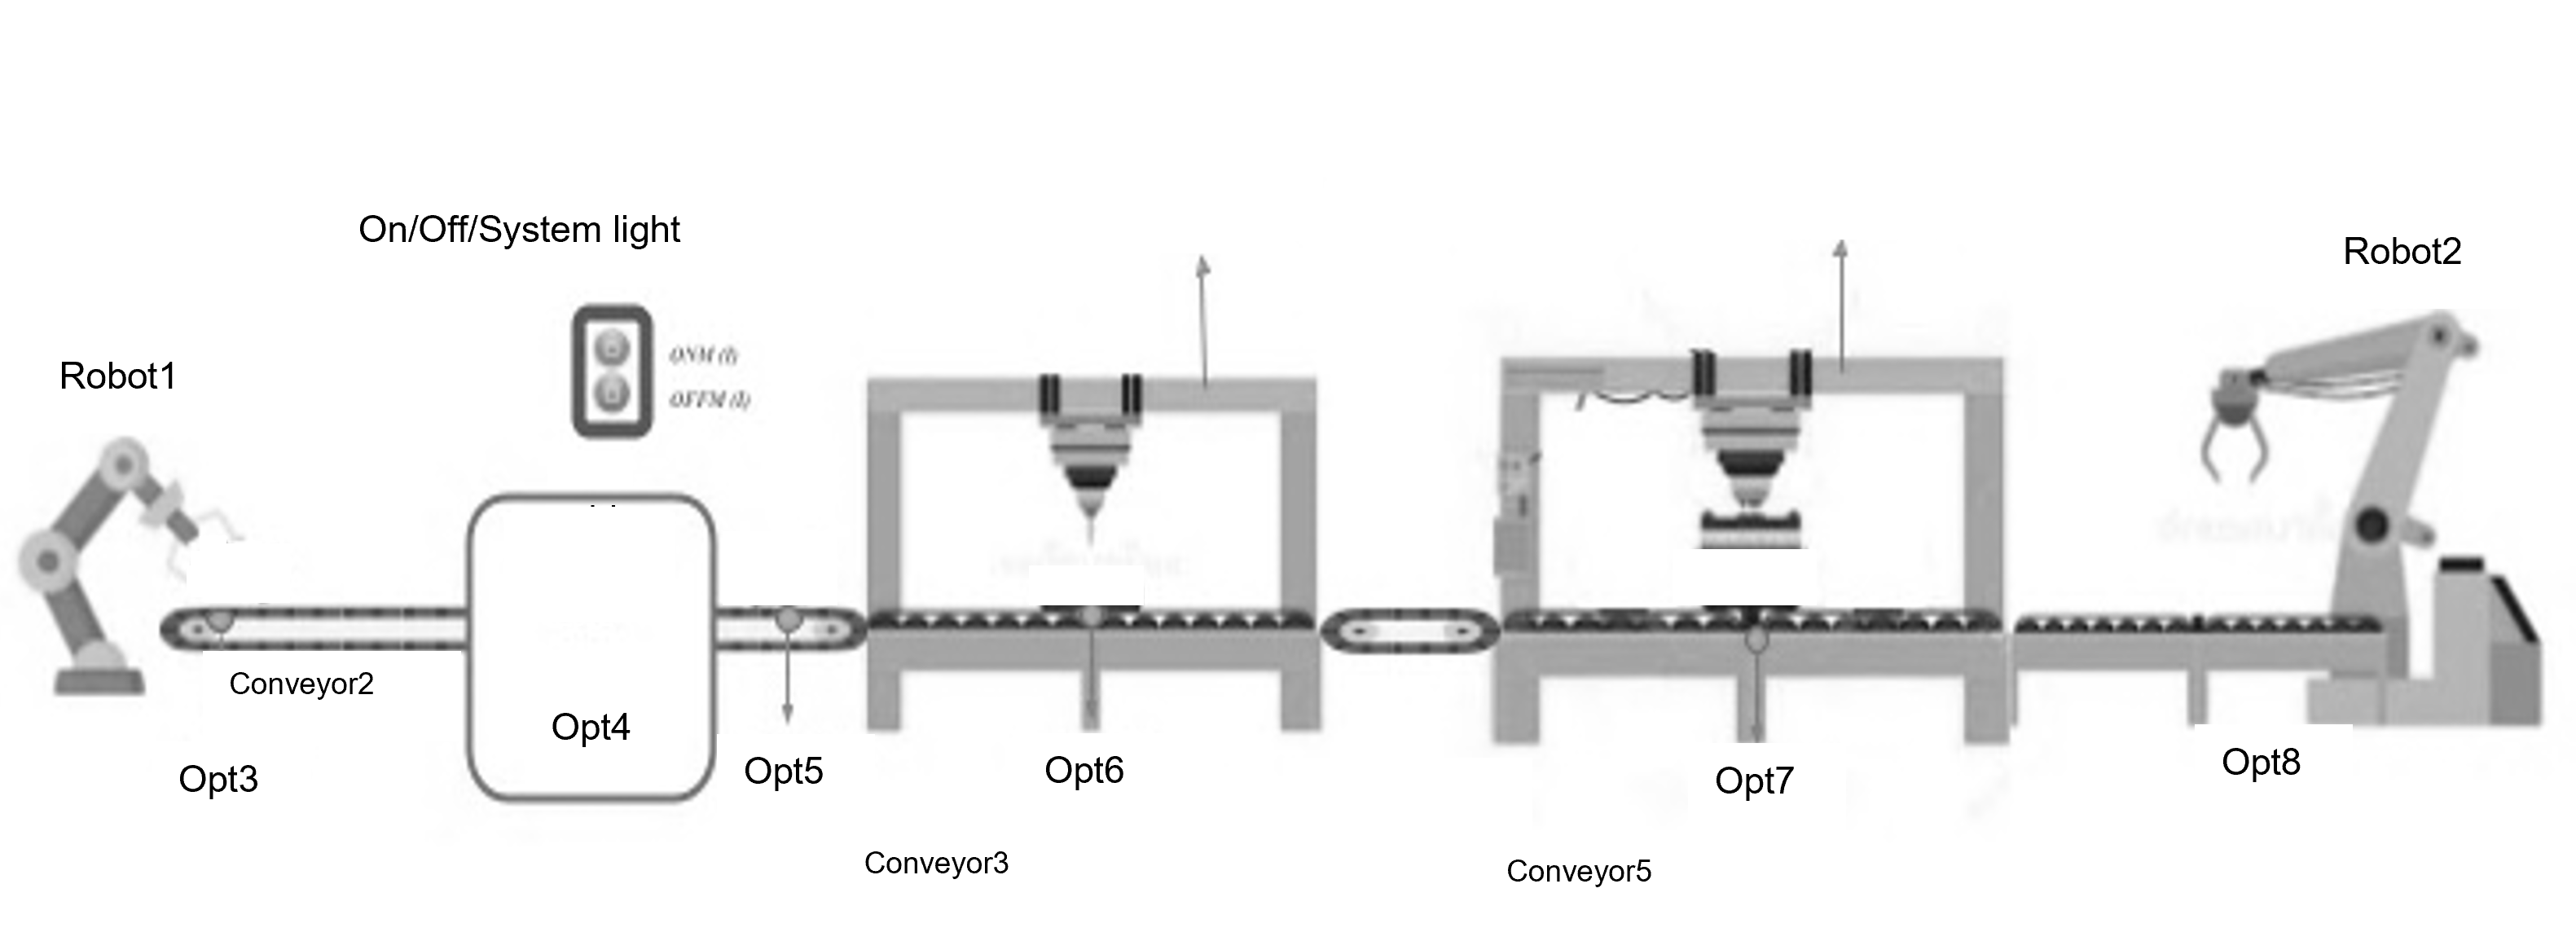 On/Off/System light
Robot2
ONM (I)
Robot1
OFFM (I)
Conveyor2
Opt4
Opt3
Opt5
Opt6
Opt7
Opt8
Conveyor3
Conveyor5